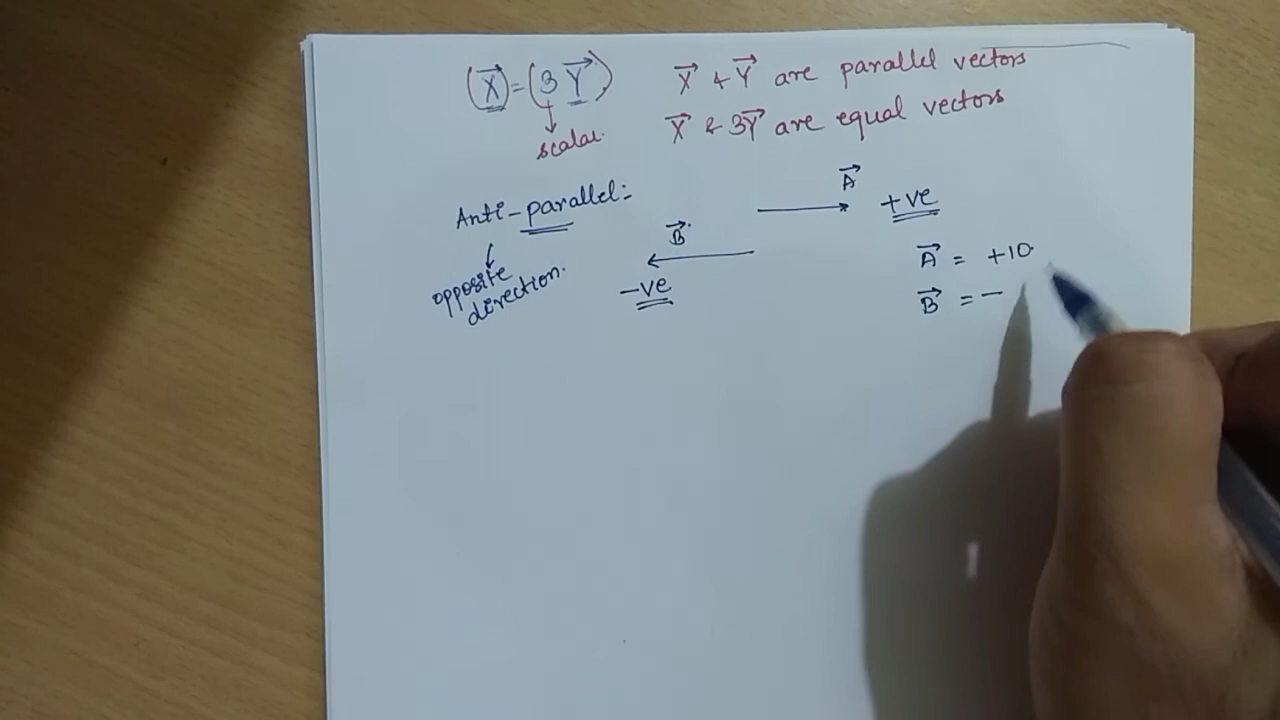 (X⃗) = (3 Y⃗)
scalar.
X⃗ & Y⃗ are parallel vectors
X⃗ & 3Y⃗ are equal vectors
Anti-parallel:-
opposite
direction.
A⃗
+ve
B⃗
-ve
A⃗ = +10
B⃗ = -